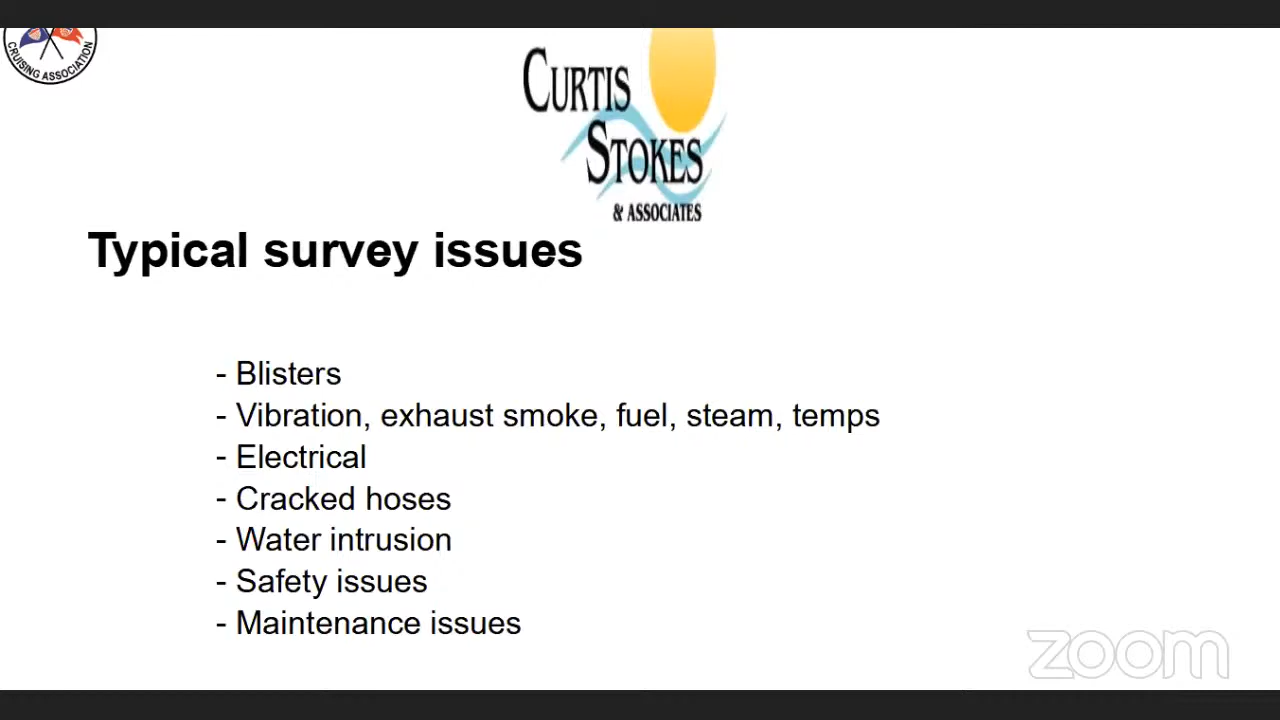 CRUISING ASSOCIATION
CURTIS
STOKES
& ASSOCIATES
Typical survey issues
- Blisters
- Vibration, exhaust smoke, fuel, steam, temps
- Electrical
- Cracked hoses
- Water intrusion
- Safety issues
- Maintenance issues
zoom